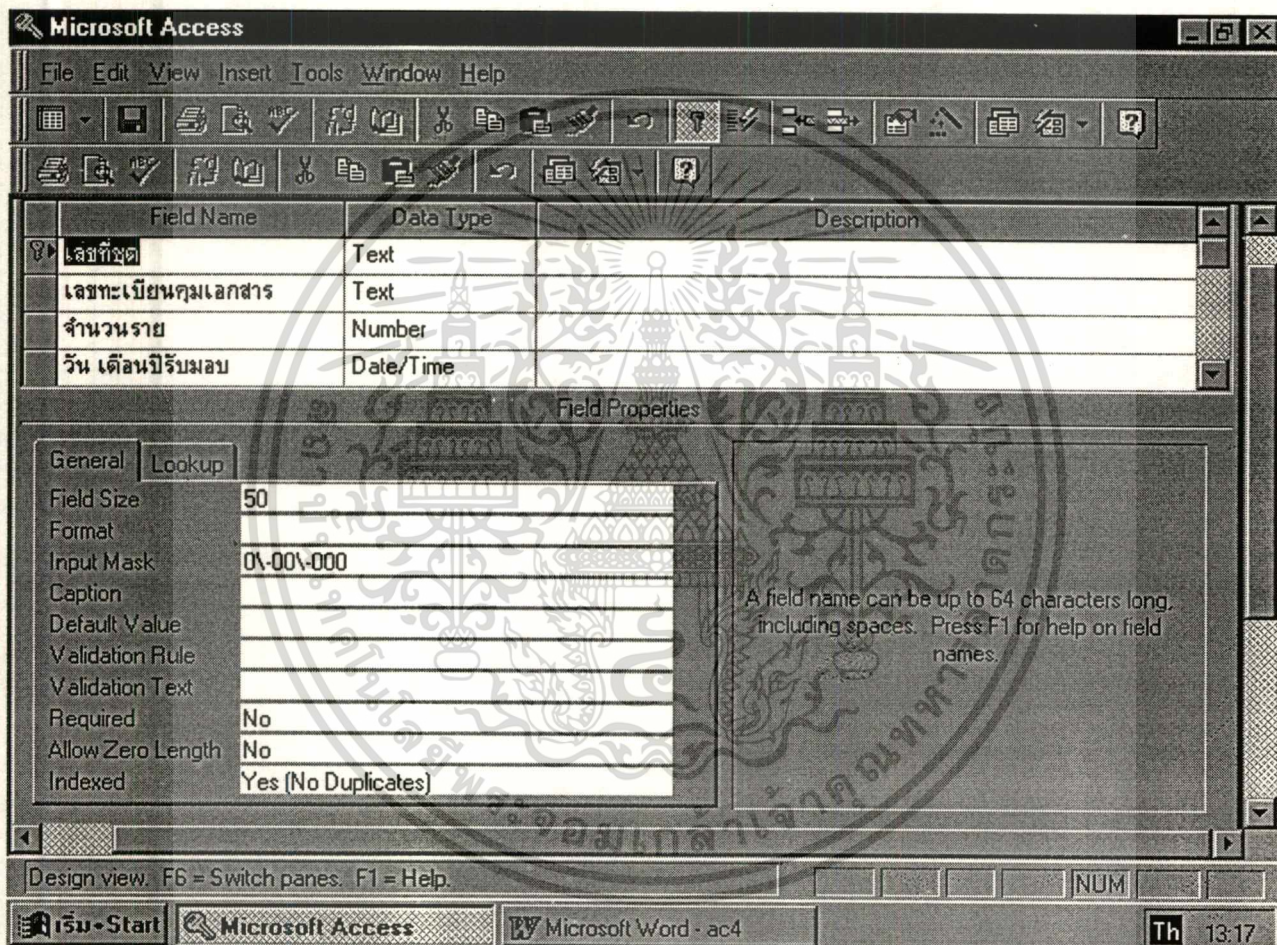 Microsoft Access
File Edit View Insert Tools Window Help
Field Name Data Type Description
เลขที่ชุด Text
เลขทะเบียนคุมเอกสาร Text
จำนวนราย Number
วัน เดือนปีรับมอบ Date/Time
Field Properties
General Lookup
Field Size 50
Format
Input Mask 0\-00\-000
Caption
Default Value
Validation Rule
Validation Text
Required No
Allow Zero Length No
Indexed Yes (No Duplicates)
A field name can be up to 64 characters long,
including spaces. Press F1 for help on field
names.
Design view. F6 = Switch panes. F1 = Help. NUM
เริ่ม-Start Microsoft Access Microsoft Word - ac4 Th 13:17